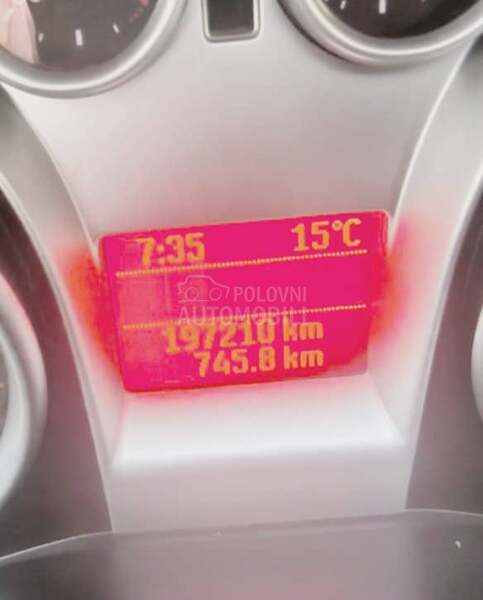 7:35 15°C
POLOVNI
AUTOMOBILI
197210 km
745.8 km